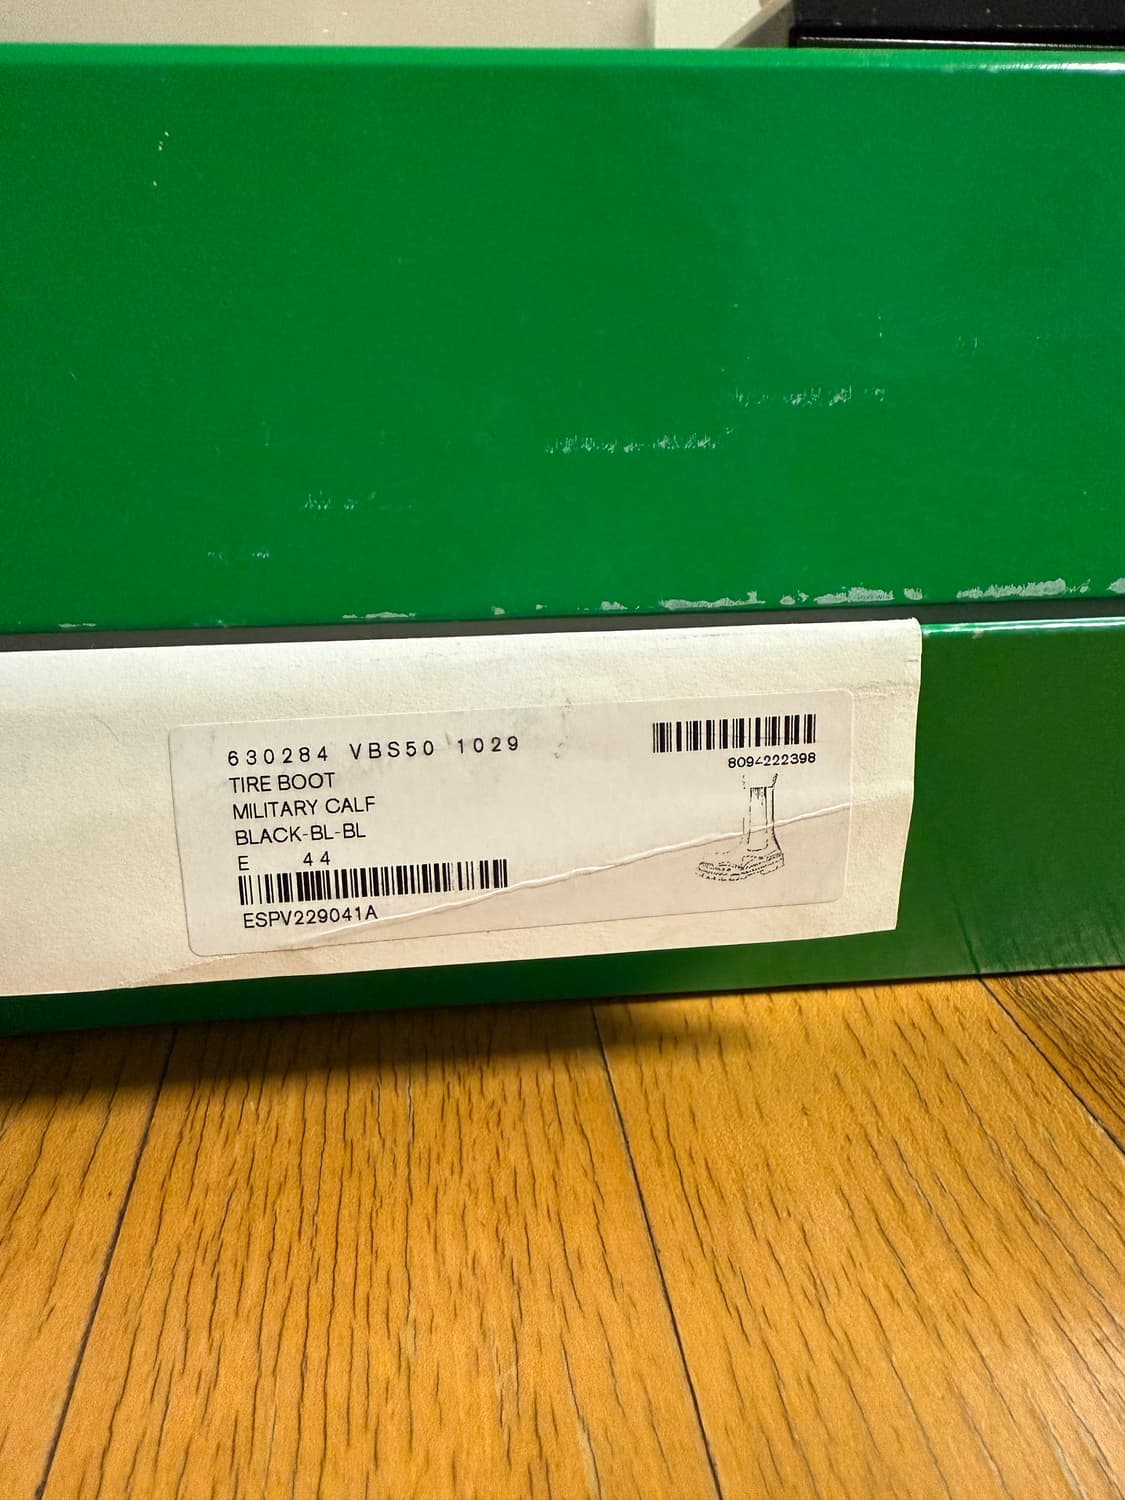 630284 VBS50 1029
TIRE BOOT
MILITARY CALF
BLACK-BL-BL
E 44
ESPV229041A
8094222398